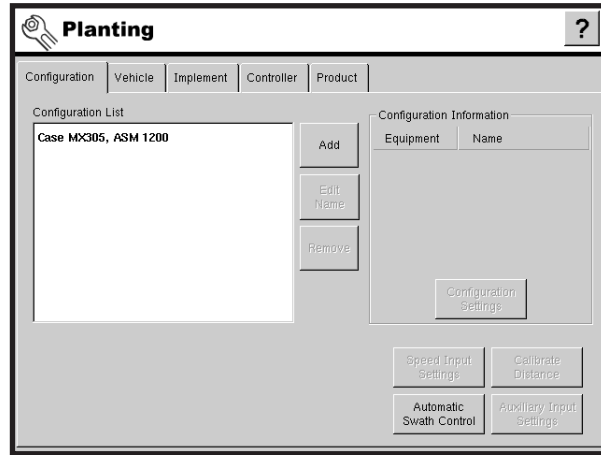 Planting
?
Configuration Vehicle Implement Controller Product
Configuration List
Case MX305, ASM 1200
Add
Edit
Name
Remove
Configuration Information
Equipment Name
Configuration
Settings
Speed Input
Settings
Calibrate
Distance
Automatic
Swath Control
Auxiliary Input
Settings